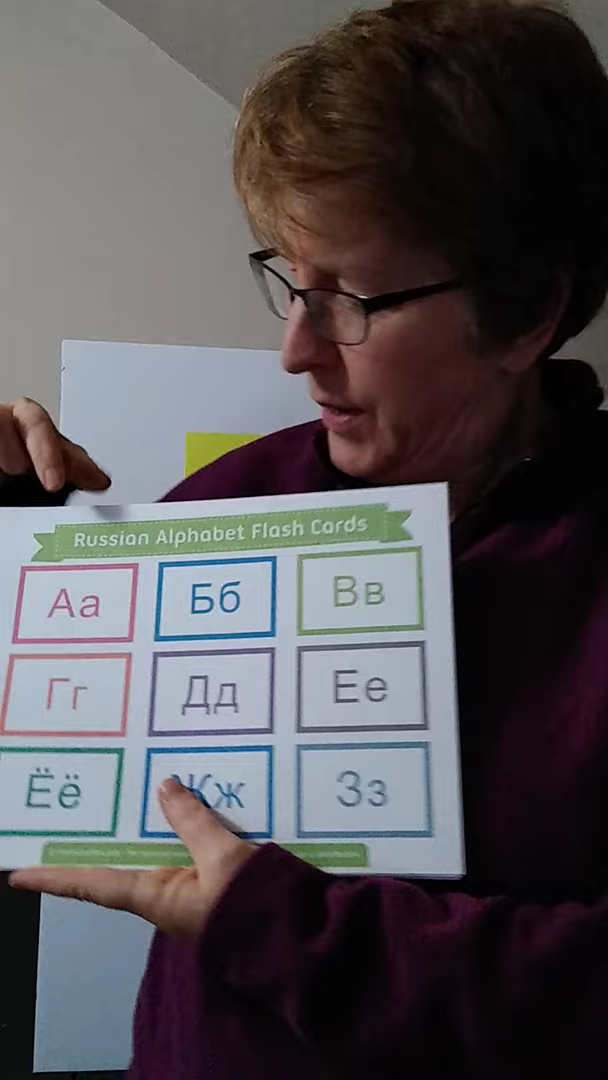 Russian Alphabet Flash Cards
Аа Бб Вв
Гг Дд Ее
Ёё Жж Зз